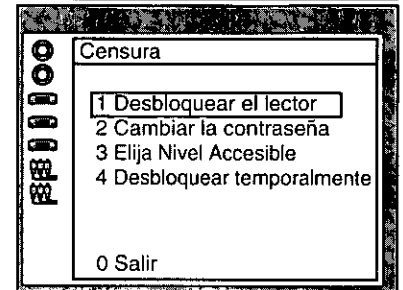 Censura
1 Desbloquear el lector
2 Cambiar la contraseña
3 Elija Nivel Accesible
4 Desbloquear temporalmente
0 Salir